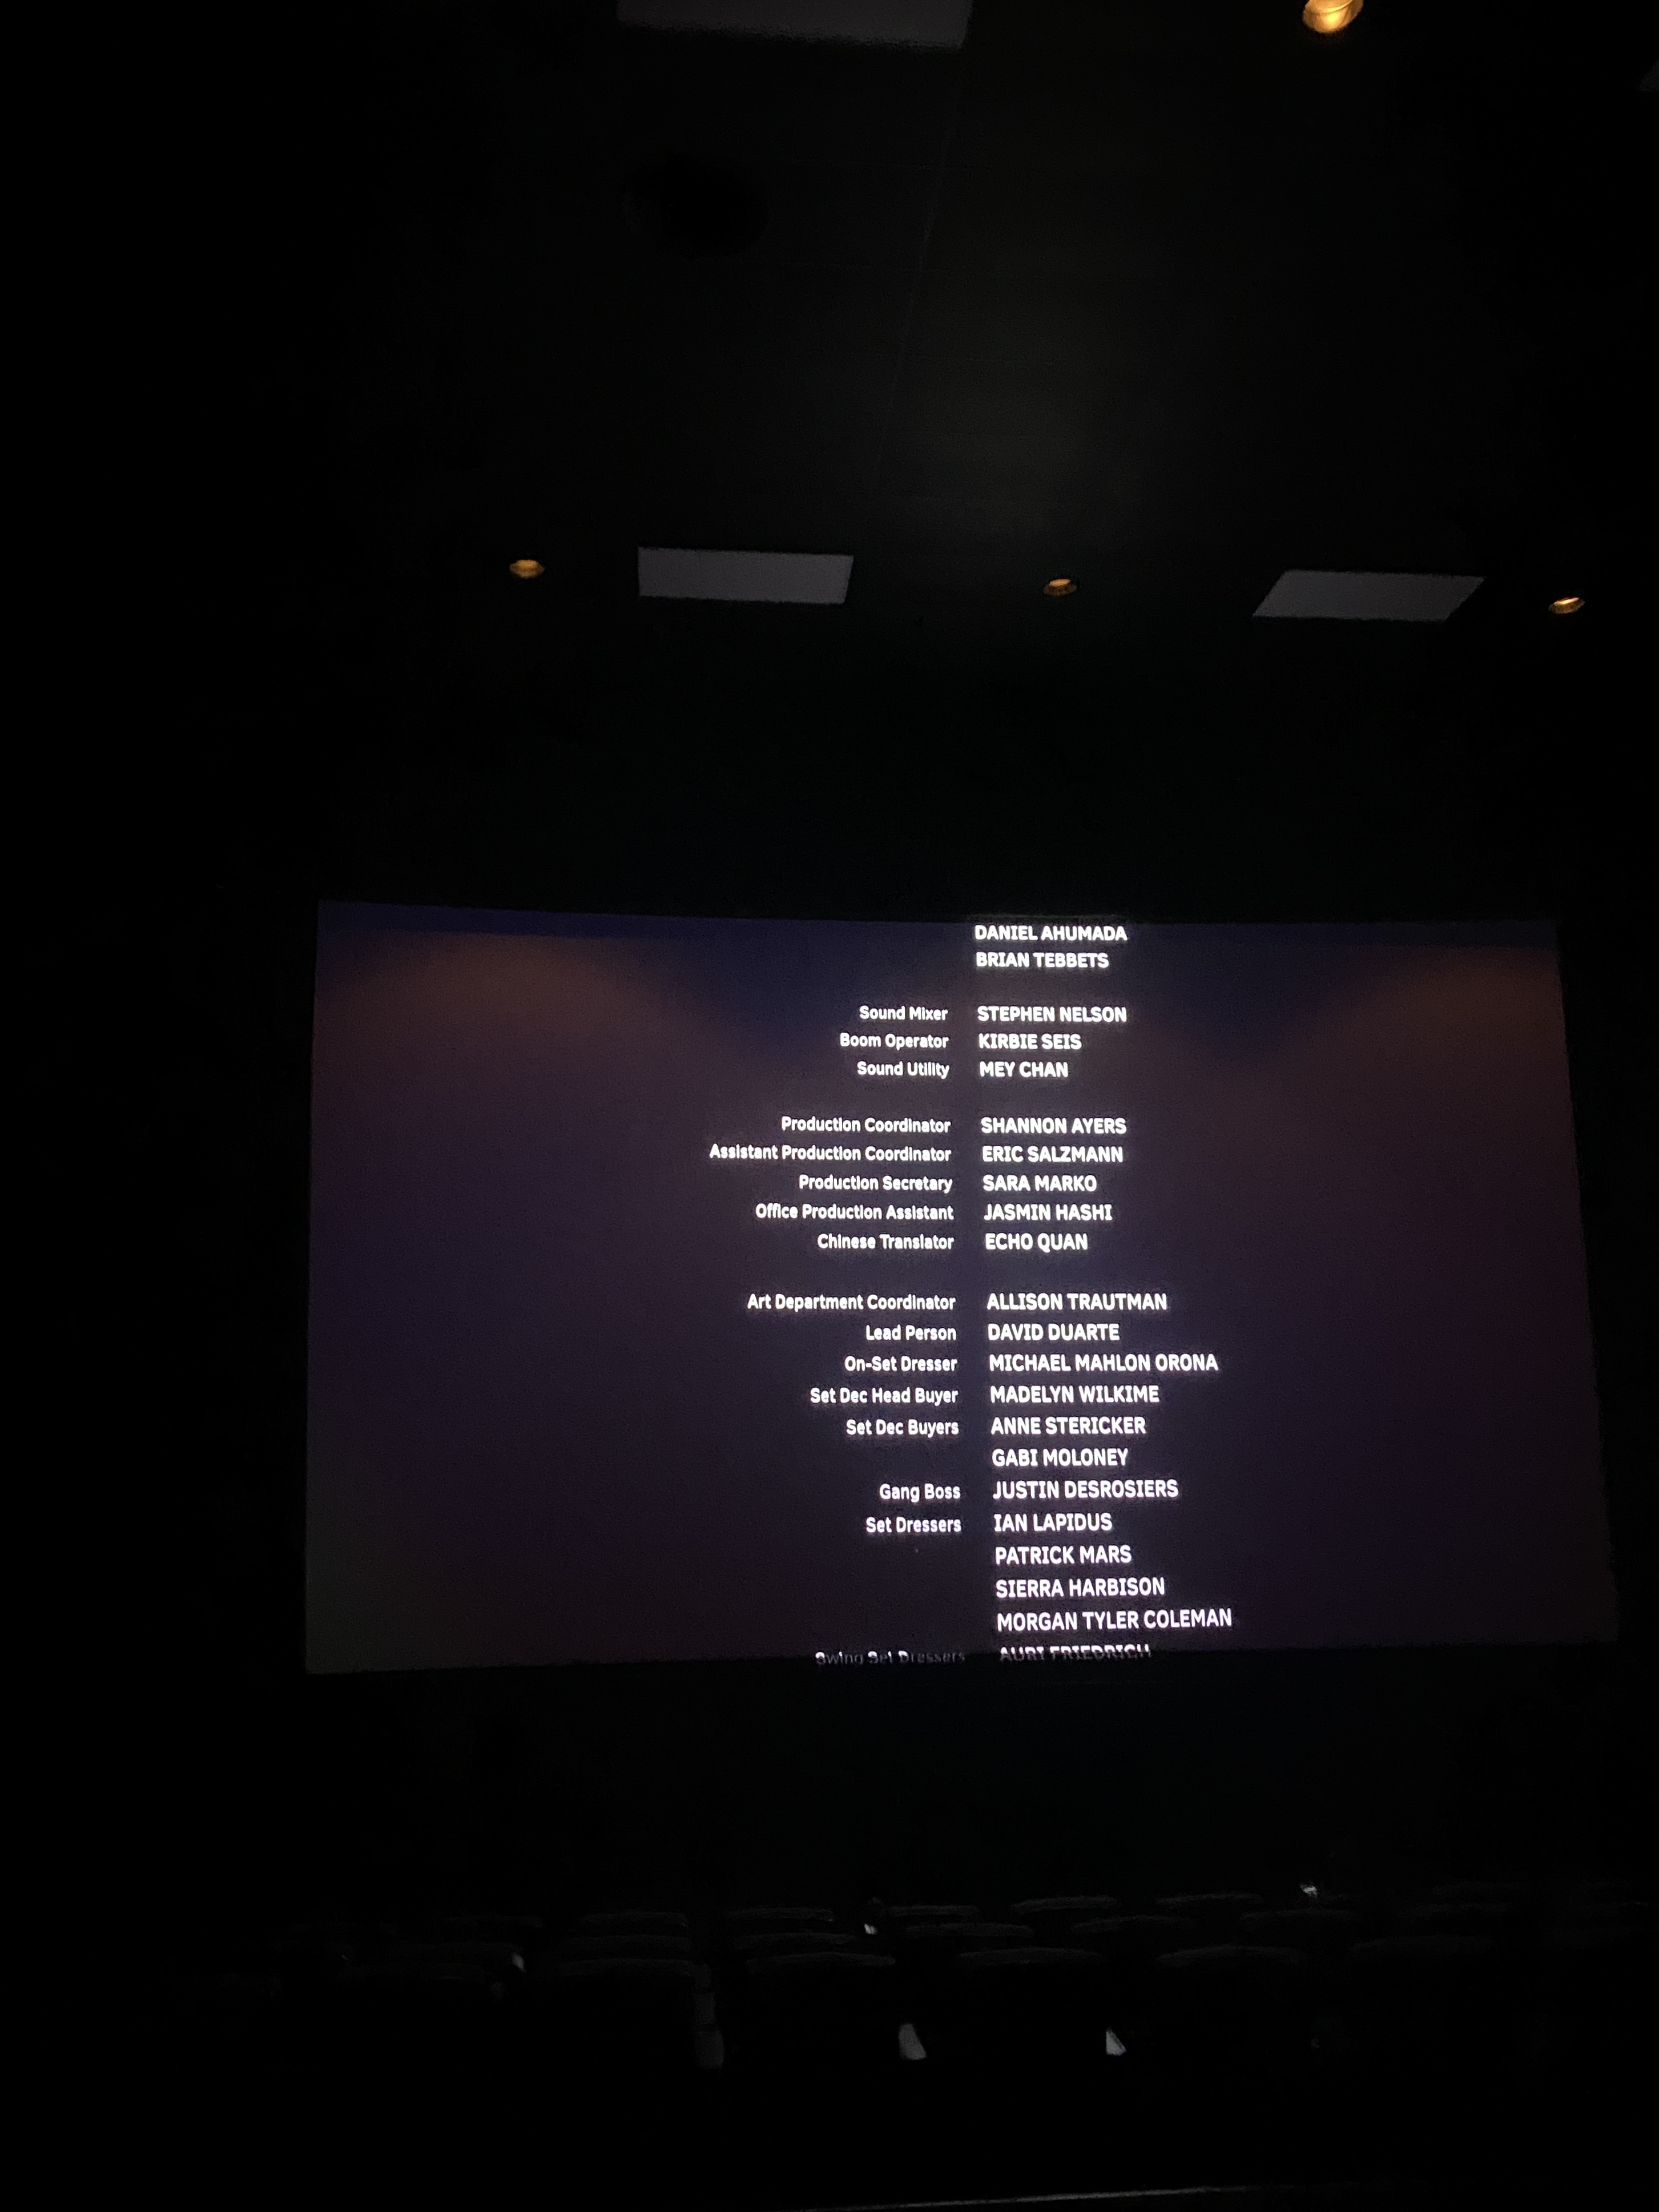 DANIEL AHUMADA
BRIAN TEBBETS
Sound Mixer STEPHEN NELSON
Boom Operator KIRBIE SEIS
Sound Utility MEY CHAN
Production Coordinator SHANNON AYERS
Assistant Production Coordinator ERIC SALZMANN
Production Secretary SARA MARKO
Office Production Assistant JASMIN HASHI
Chinese Translator ECHO QUAN
Art Department Coordinator ALLISON TRAUTMAN
Lead Person DAVID DUARTE
On-Set Dresser MICHAEL MAHLON ORONA
Set Dec Head Buyer MADELYN WILKIME
Set Dec Buyers ANNE STERICKER
GABI MOLONEY
Gang Boss JUSTIN DESROSIERS
Set Dressers IAN LAPIDUS
PATRICK MARS
SIERRA HARBISON
MORGAN TYLER COLEMAN
Swing Set Dressers AURI FRIEDRICH